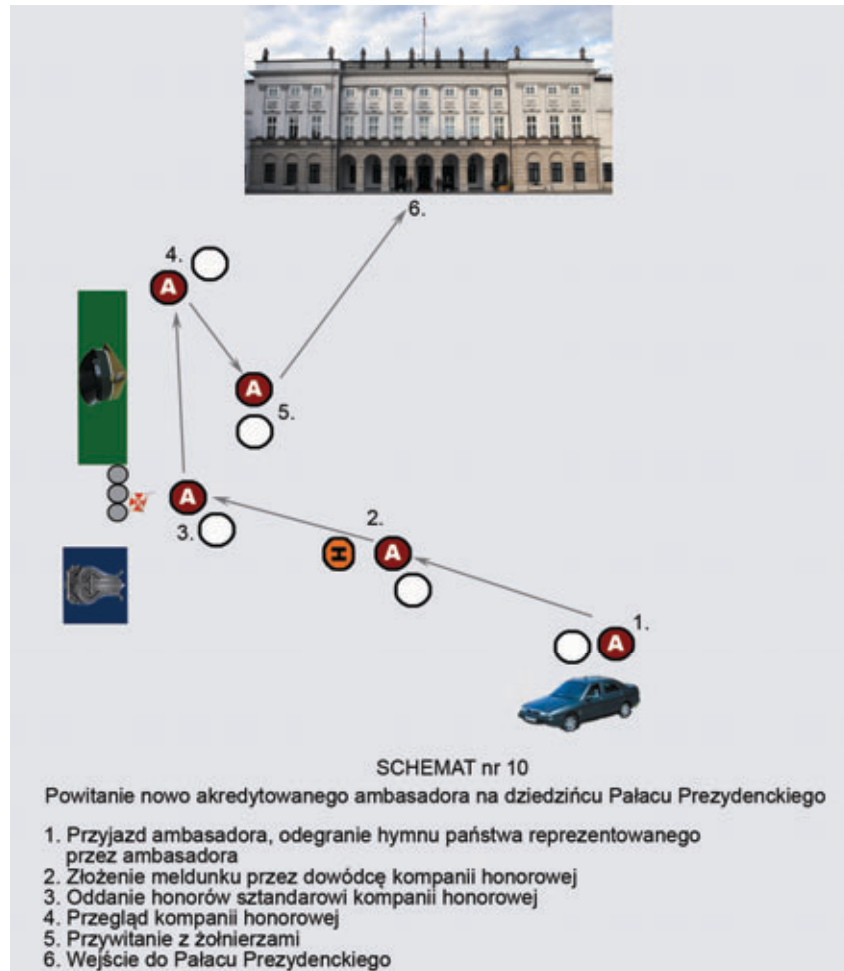 6.
4.
A
A
5.
A
3.
2.
H
A
1.
A
SCHEMAT nr 10
Powitanie nowo akredytowanego ambasadora na dziedzińcu Pałacu Prezydenckiego
1. Przyjazd ambasadora, odegranie hymnu państwa reprezentowanego
przez ambasadora
2. Złożenie meldunku przez dowódcę kompanii honorowej
3. Oddanie honorów sztandarowi kompanii honorowej
4. Przegląd kompanii honorowej
5. Przywitanie z żołnierzami
6. Wejście do Pałacu Prezydenckiego